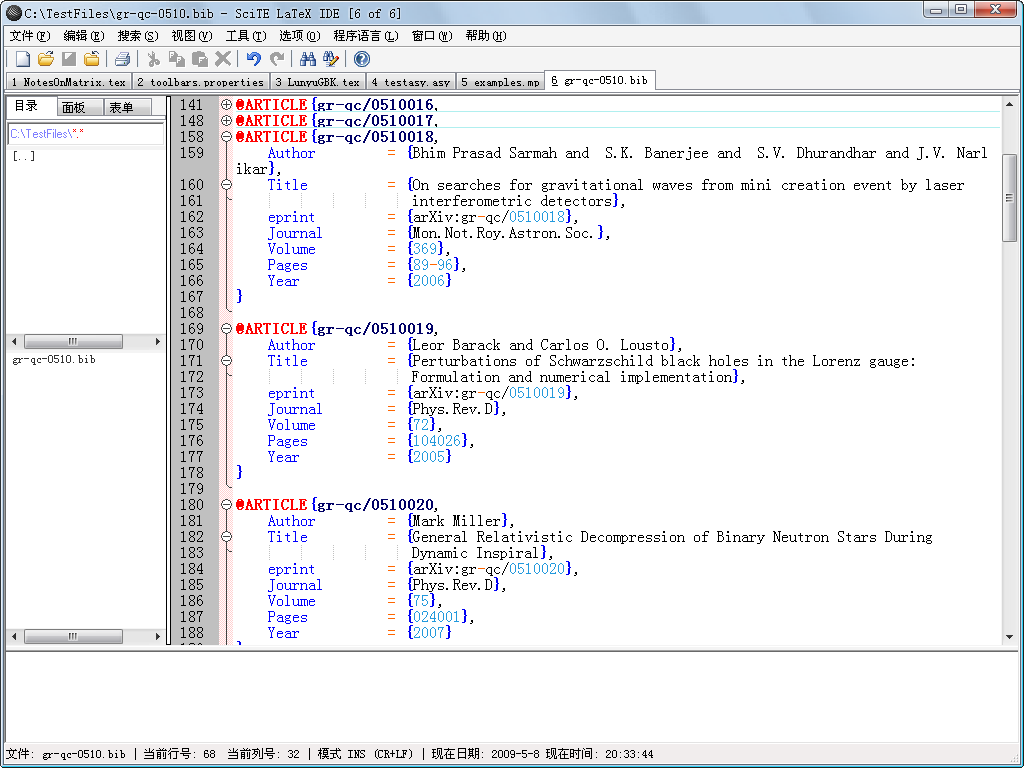 C:\TestFiles\gr-qc-0510.bib - SciTE LaTeX IDE [6 of 6]
文件(F) 编辑(E) 搜索(S) 视图(V) 工具(T) 选项(O) 程序语言(L) 窗口(W) 帮助(H)
1 NotesOnMatrix.tex 2 toolbars.properties 3 LunyuGBK.tex 4 testasy.asy 5 examples.mp 6 gr-qc-0510.bib
目录 面板 表单
C:\TestFiles\*.*
[..]
gr-qc-0510.bib
141 @ARTICLE{gr-qc/0510016,
148 @ARTICLE{gr-qc/0510017,
158 @ARTICLE{gr-qc/0510018,
159 Author = {Bhim Prasad Sarmah and  S.K. Banerjee and  S.V. Dhurandhar and J.V. Narl
ikar},
160 Title = {On searches for gravitational waves from mini creation event by laser
161 interferometric detectors},
162 eprint = {arXiv:gr-qc/0510018},
163 Journal = {Mon.Not.Roy.Astron.Soc.},
164 Volume = {369},
165 Pages = {89-96},
166 Year = {2006}
167 }
168
169 @ARTICLE{gr-qc/0510019,
170 Author = {Leor Barack and Carlos O. Lousto},
171 Title = {Perturbations of Schwarzschild black holes in the Lorenz gauge:
172 Formulation and numerical implementation},
173 eprint = {arXiv:gr-qc/0510019},
174 Journal = {Phys.Rev.D},
175 Volume = {72},
176 Pages = {104026},
177 Year = {2005}
178 }
179
180 @ARTICLE{gr-qc/0510020,
181 Author = {Mark Miller},
182 Title = {General Relativistic Decompression of Binary Neutron Stars During
183 Dynamic Inspiral},
184 eprint = {arXiv:gr-qc/0510020},
185 Journal = {Phys.Rev.D},
186 Volume = {75},
187 Pages = {024001},
188 Year = {2007}
文件: gr-qc-0510.bib | 当前行号: 68 当前列号: 32 | 模式 INS (CR+LF) | 现在日期: 2009-5-8 现在时间: 20:33:44